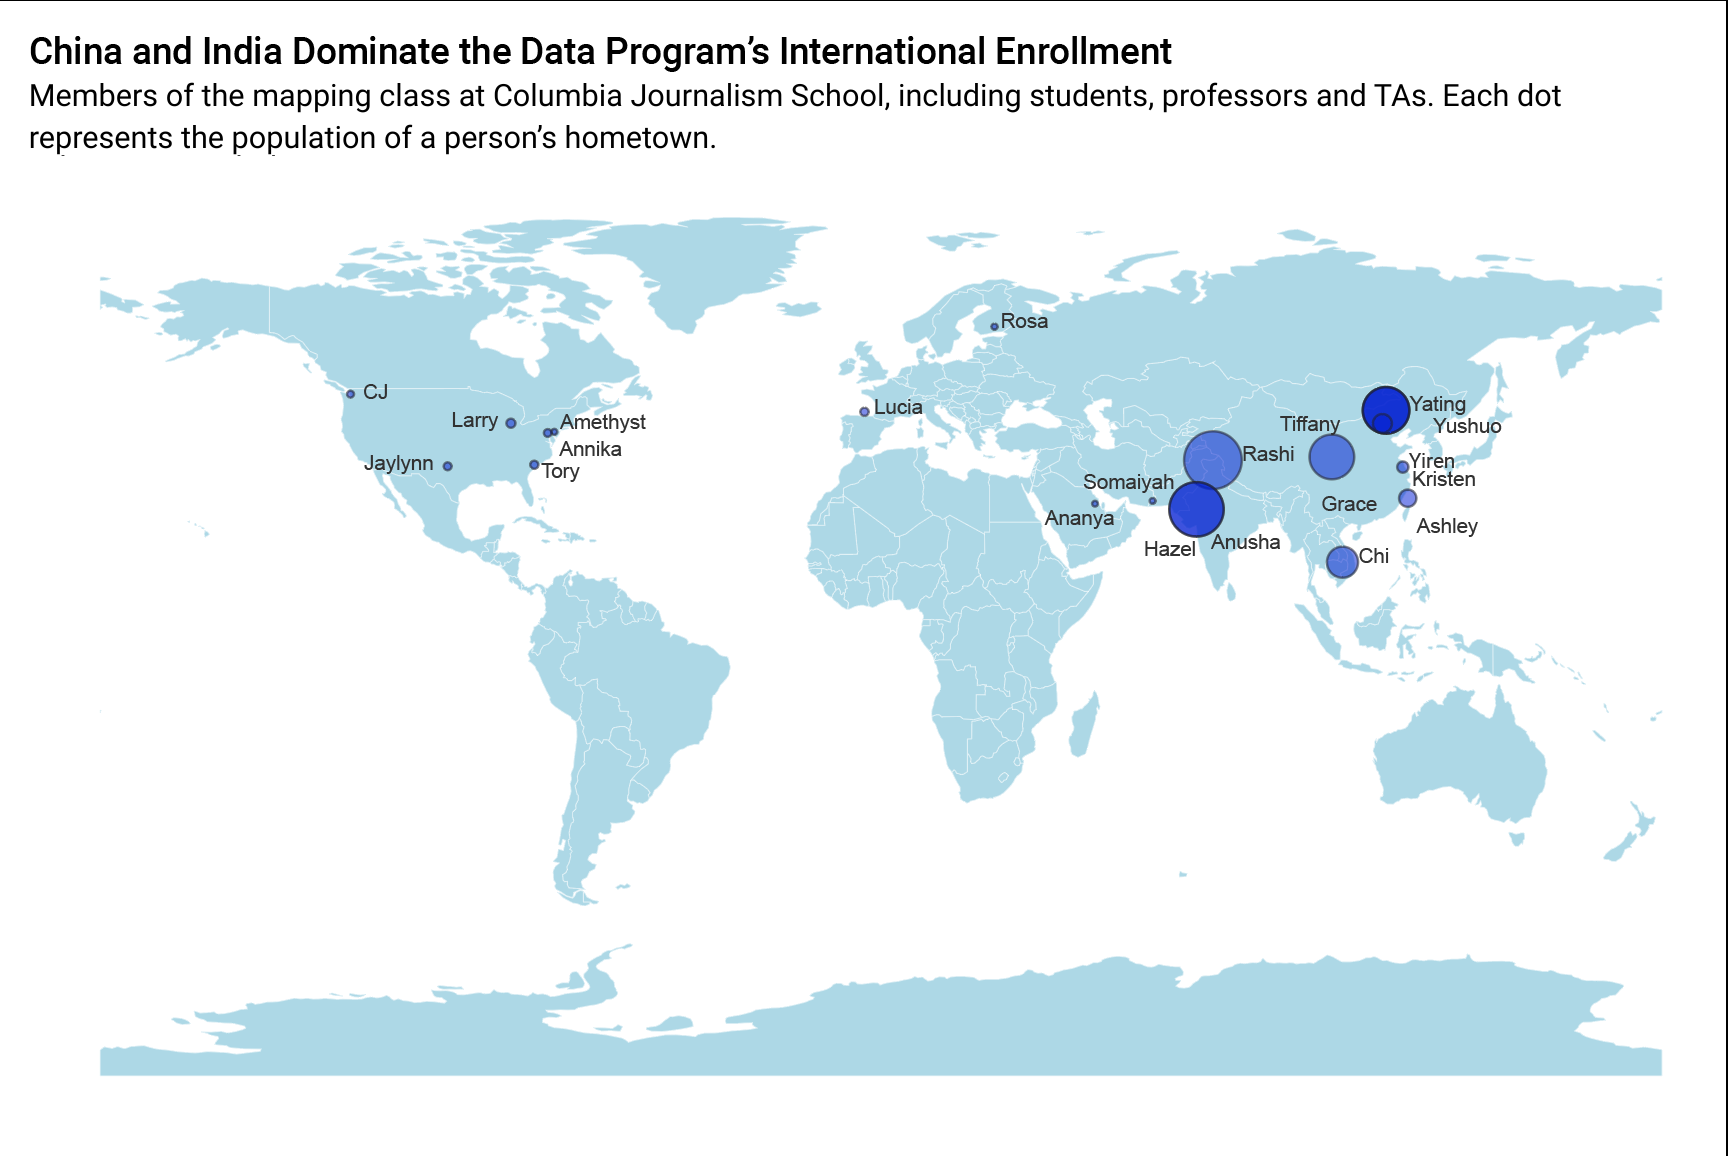 China and India Dominate the Data Program’s International Enrollment
Members of the mapping class at Columbia Journalism School, including students, professors and TAs. Each dot
represents the population of a person’s hometown.
Rosa
CJ
Lucia
Larry
Amethyst
Annika
Jaylynn
Tory
Yating
Tiffany
Yushuo
Rashi
Yiren
Kristen
Somaiyah
Grace
Ananya
Ashley
Hazel
Anusha
Chi